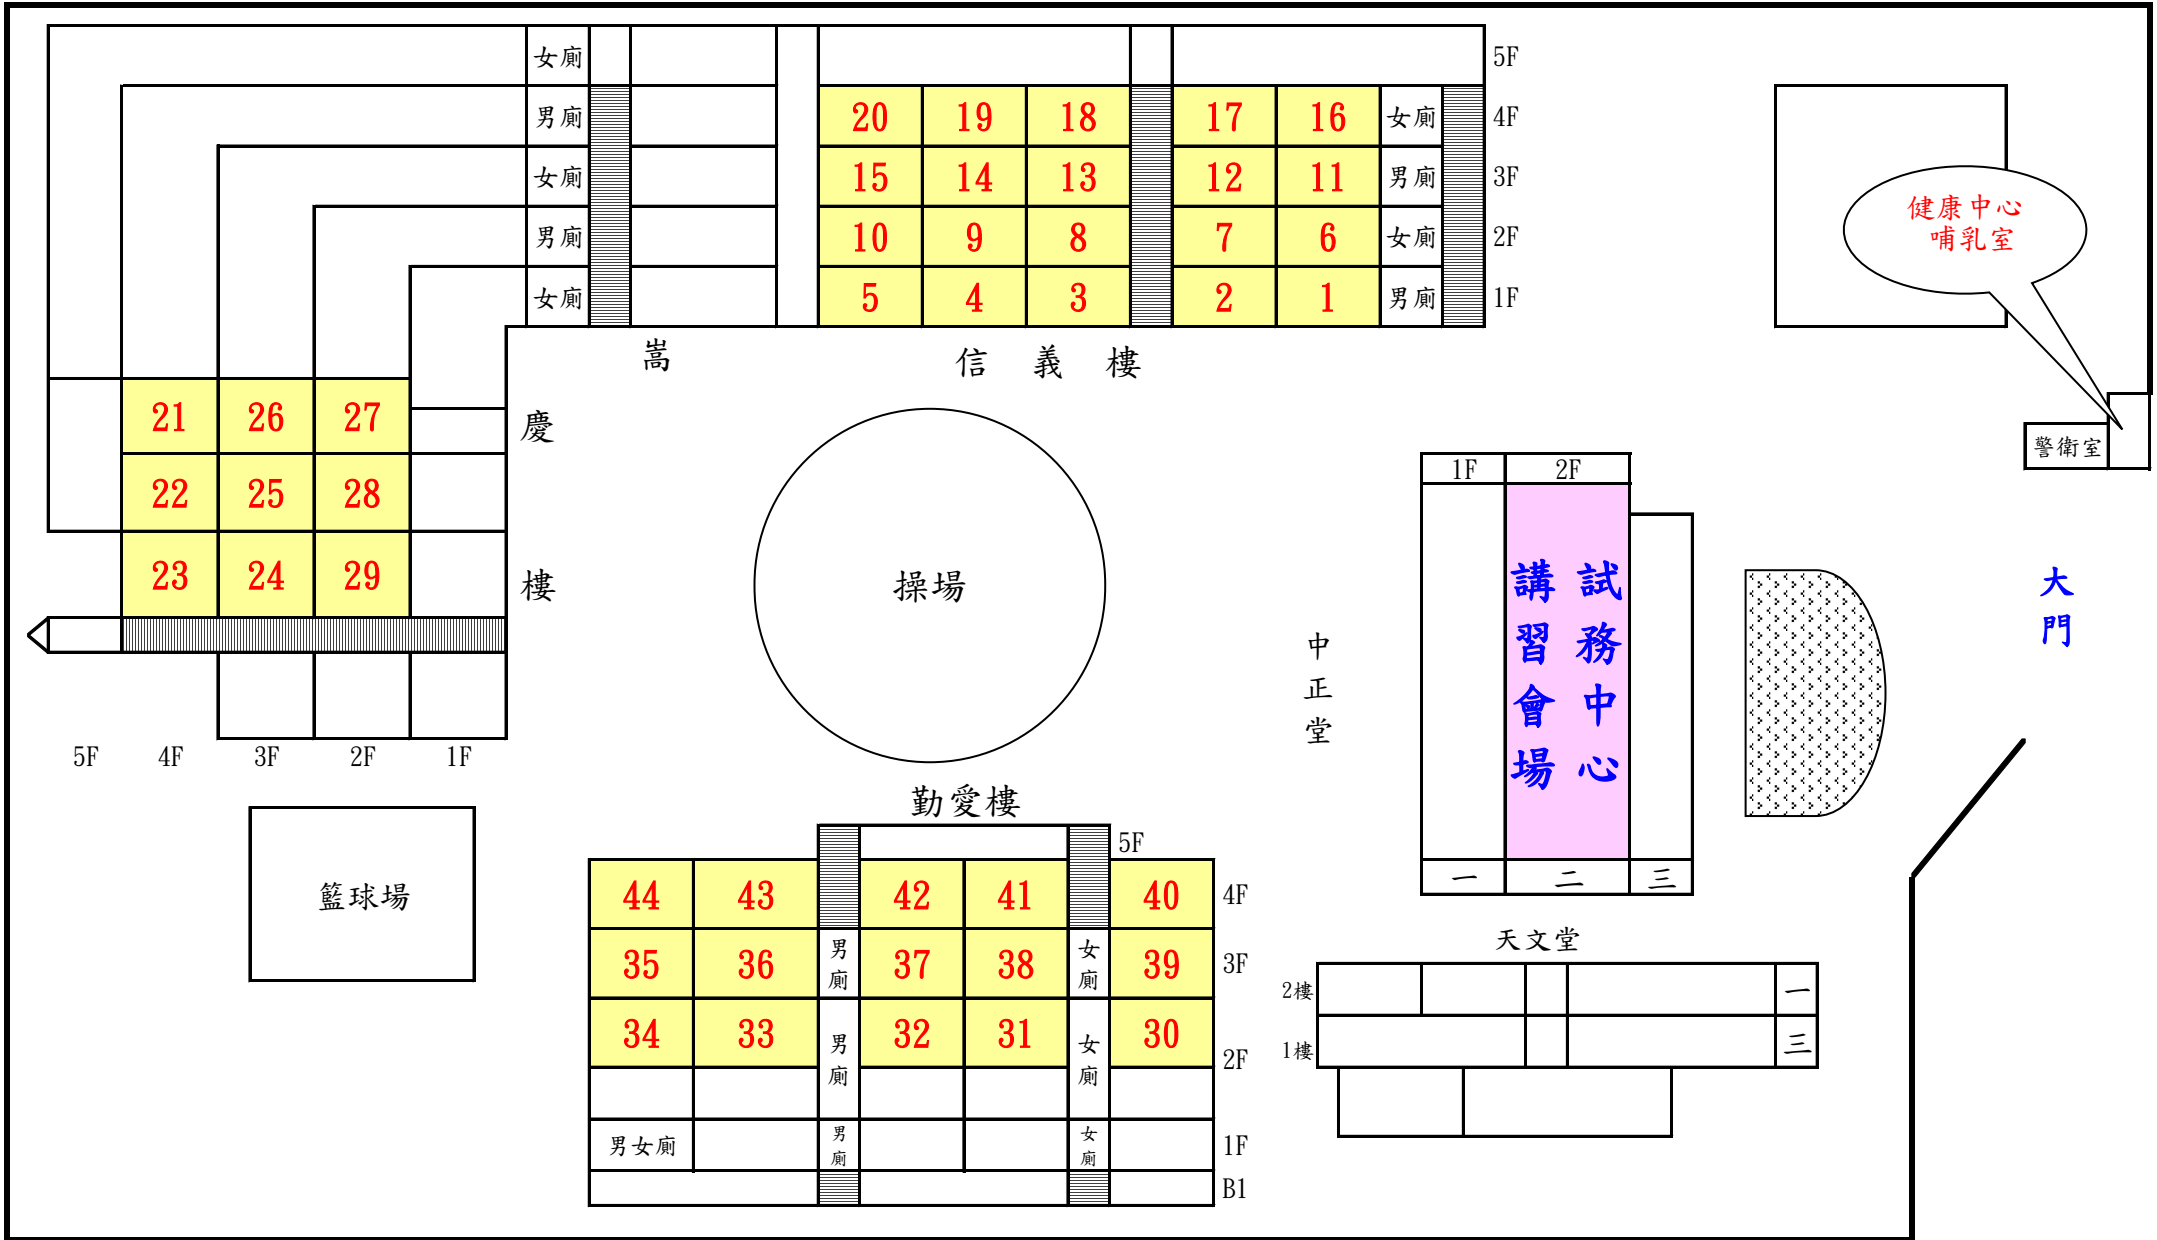 女廁 5F
男廁 20 19 18 17 16 女廁 4F
女廁 15 14 13 12 11 男廁 3F
男廁 10 9 8 7 6 女廁 2F
女廁 5 4 3 2 1 男廁 1F
健康中心
哺乳室
嵩慶樓
信義樓
21 26 27
22 25 28
23 24 29
5F 4F 3F 2F 1F
操場
籃球場
警衛室
大門
中正堂
1F 2F
試務中心
講習會場
一 二 三
勤愛樓
5F
44 43 42 41 40 4F
35 36 男廁 37 38 女廁 39 3F
34 33 男廁 32 31 女廁 30 2F
男女廁 男廁 女廁 1F
B1
天文堂
2樓 一
1樓 三